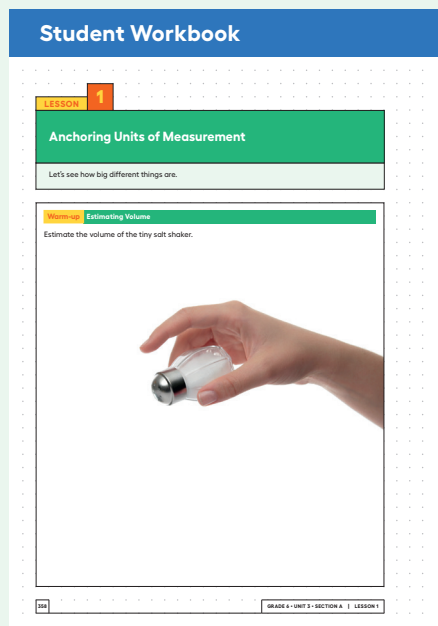 Student Workbook
LESSON
1
Anchoring Units of Measurement
Let's see how big different things are.
Warm-up Estimating Volume
Estimate the volume of the tiny salt shaker.
358
GRADE 6 • UNIT 3 • SECTION A | LESSON 1